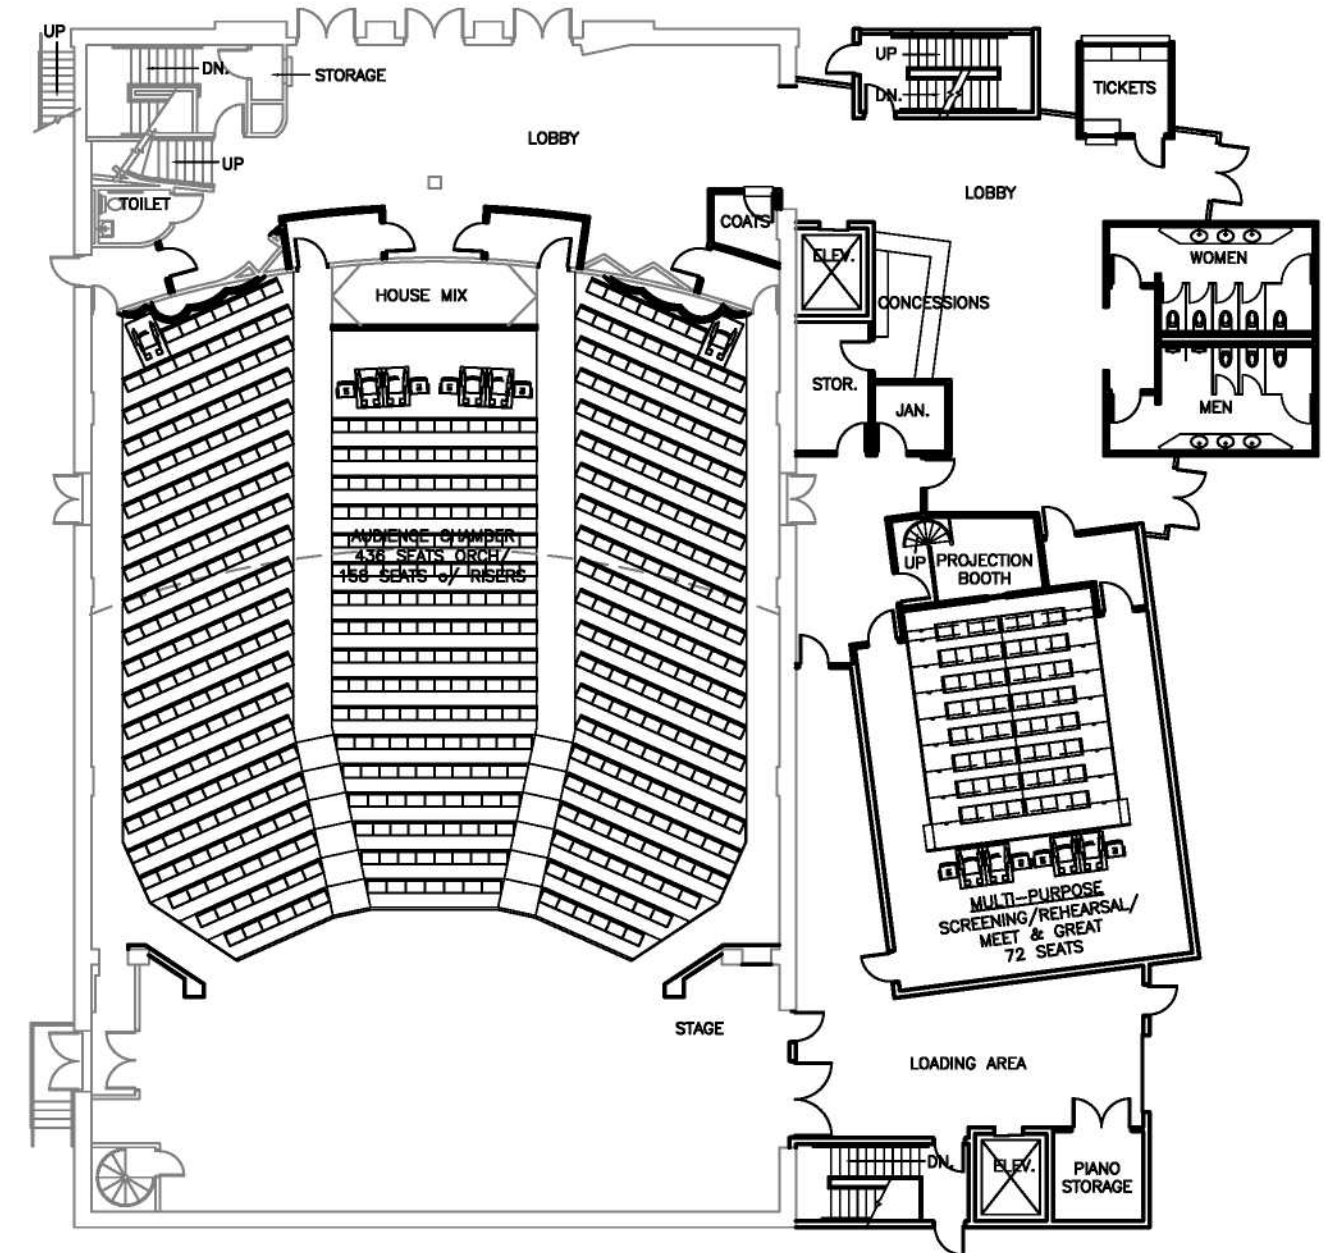 UP
DN.
STORAGE
UP
DN.
TICKETS
LOBBY
UP
LOBBY
TOILET
COATS
ELEV.
WOMEN
HOUSE MIX
CONCESSIONS
STOR.
JAN.
MEN
AUDIENCE CHAMBER
436 SEATS ORCH/
158 SEATS o/ RISERS
UP
PROJECTION
BOOTH
MULTI-PURPOSE
SCREENING/REHEARSAL/
MEET & GREAT
72 SEATS
STAGE
LOADING AREA
DN.
ELEV.
PIANO
STORAGE